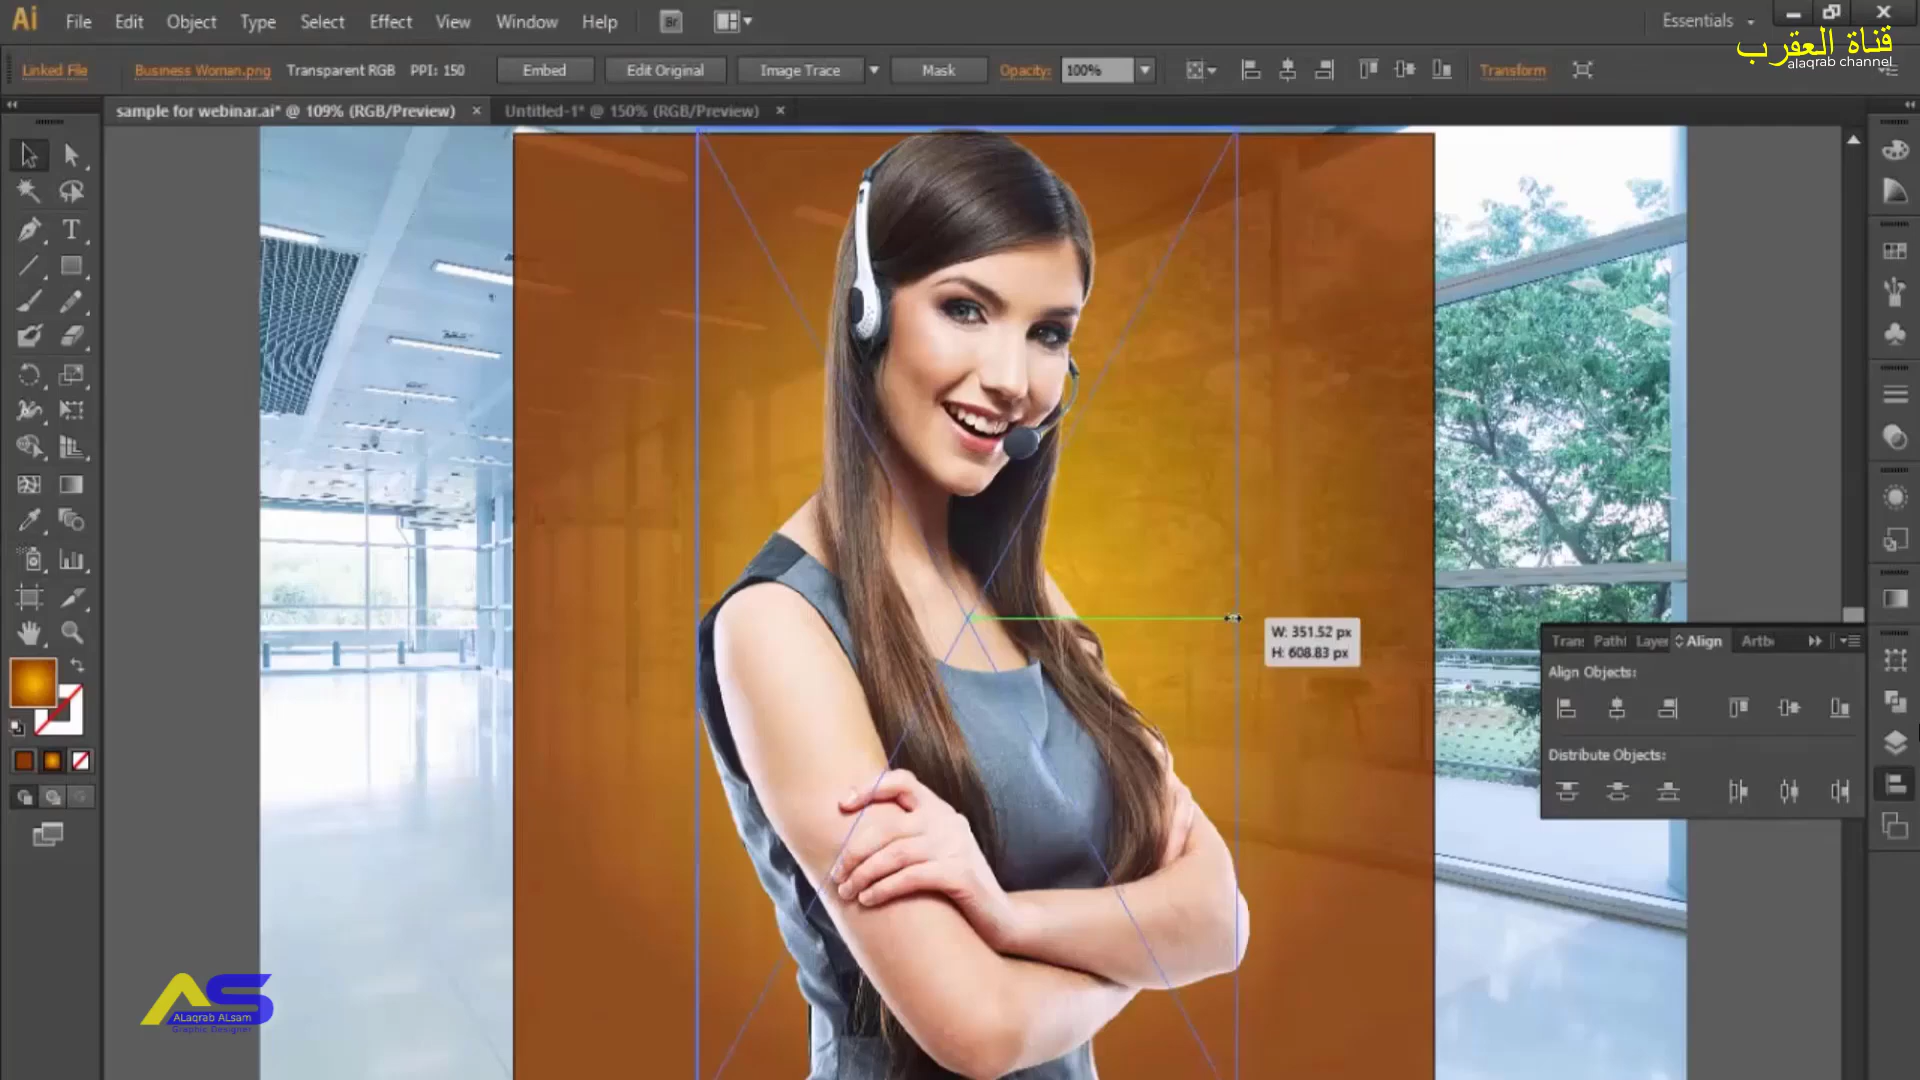 Ai File Edit Object Type Select Effect View Window Help Br Essentials
قناة العقرب
alaqrab channel
Linked File Business Woman.png Transparent RGB PPI: 150 Embed Edit Original Image Trace Mask Opacity: 100% Transform
sample for webinar.ai* @ 109% (RGB/Preview) × Untitled-1* @ 150% (RGB/Preview) ×
W: 351.52 px
H: 608.83 px
Tran Pathf Layer Align Artbo
Align Objects:
Distribute Objects:
AS
ALaqrab ALsam
Graphic Designer